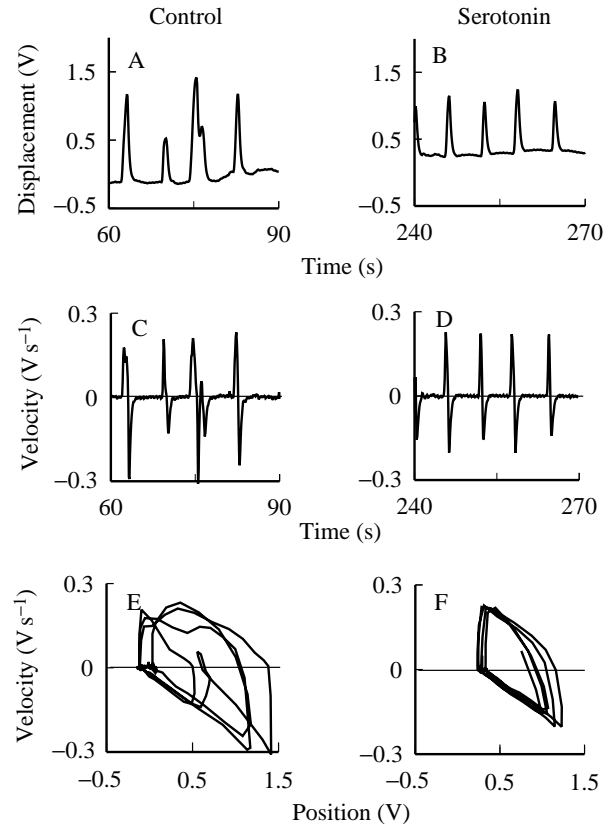 Control
Serotonin
A
B
Displacement (V)
1.5
0.5
−0.5
60
90
1.5
0.5
−0.5
240
270
Time (s)
C
D
Velocity (V s−1)
0.3
0
−0.3
60
90
0.3
0
−0.3
240
270
Time (s)
E
F
Velocity (V s−1)
0.3
0
−0.3
−0.5
0.5
1.5
0.3
0
−0.3
−0.5
0.5
1.5
Position (V)